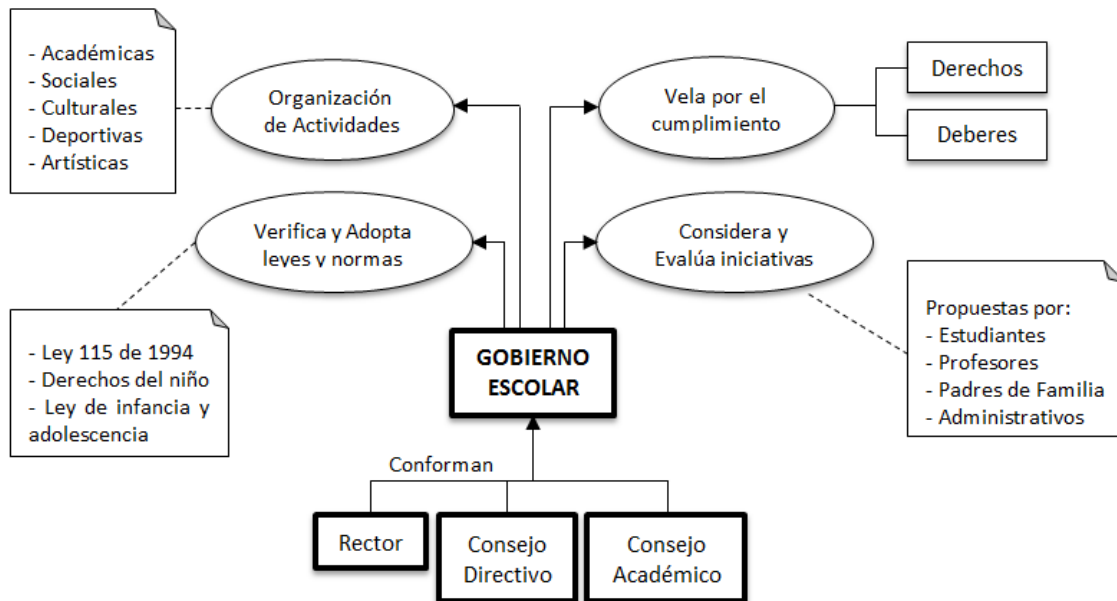 - Académicas
- Sociales
- Culturales
- Deportivas
- Artísticas
Organización
de Actividades
Vela por el
cumplimiento
Derechos
Deberes
Verifica y Adopta
leyes y normas
Considera y
Evalúa iniciativas
- Ley 115 de 1994
- Derechos del niño
- Ley de infancia y
adolescencia
GOBIERNO
ESCOLAR
Propuestas por:
- Estudiantes
- Profesores
- Padres de Familia
- Administrativos
Conforman
Rector
Consejo
Directivo
Consejo
Académico